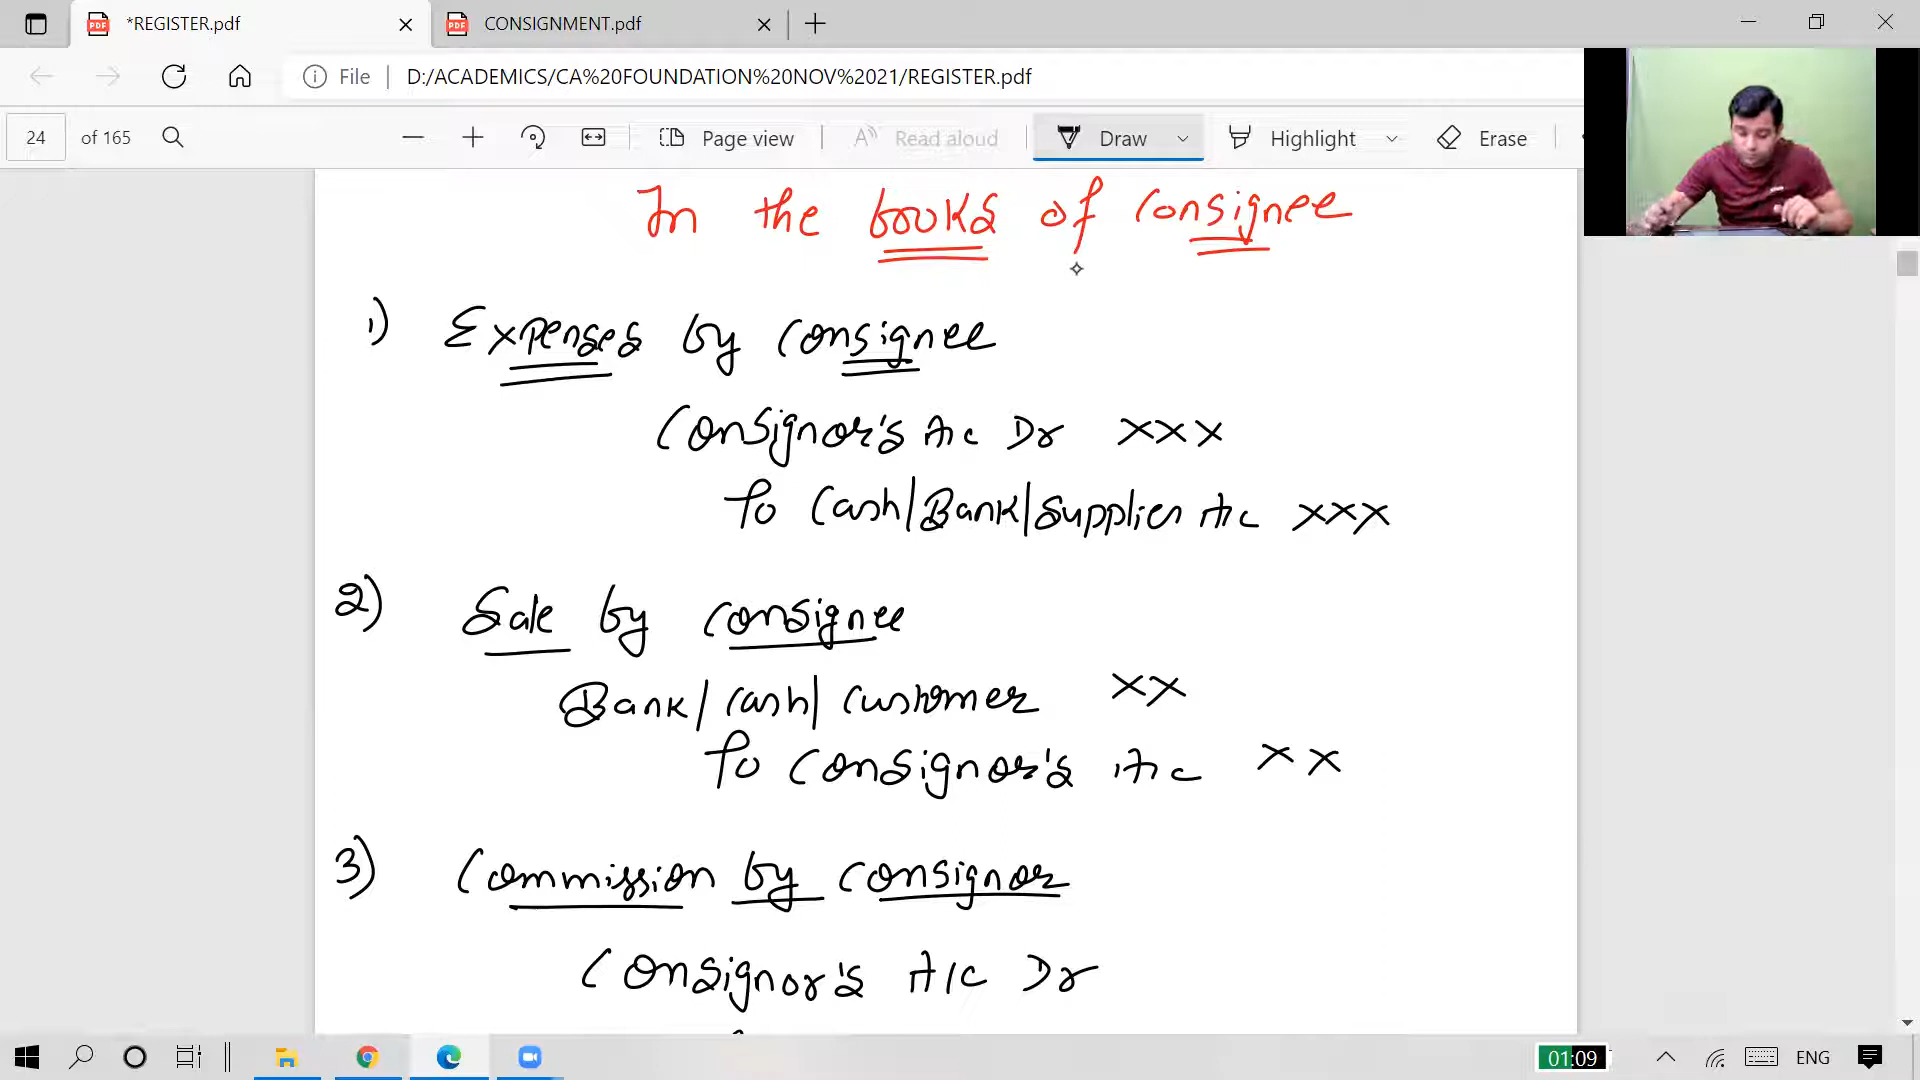 *REGISTER.pdf
CONSIGNMENT.pdf
File
D:/ACADEMICS/CA%20FOUNDATION%20NOV%2021/REGISTER.pdf
24 of 165
Page view
Read aloud
Draw
Highlight
Erase
In the books of Consignee
1) Expenses by Consignee
Consignor's A/c Dr XXX
To Cash/Bank/Supplier A/c XXX
2) Sale by Consignee
Bank/Cash/Customer XX
To Consignor's A/c XX
3) Commission by Consignor
Consignor's A/c Dr
01:09
ENG